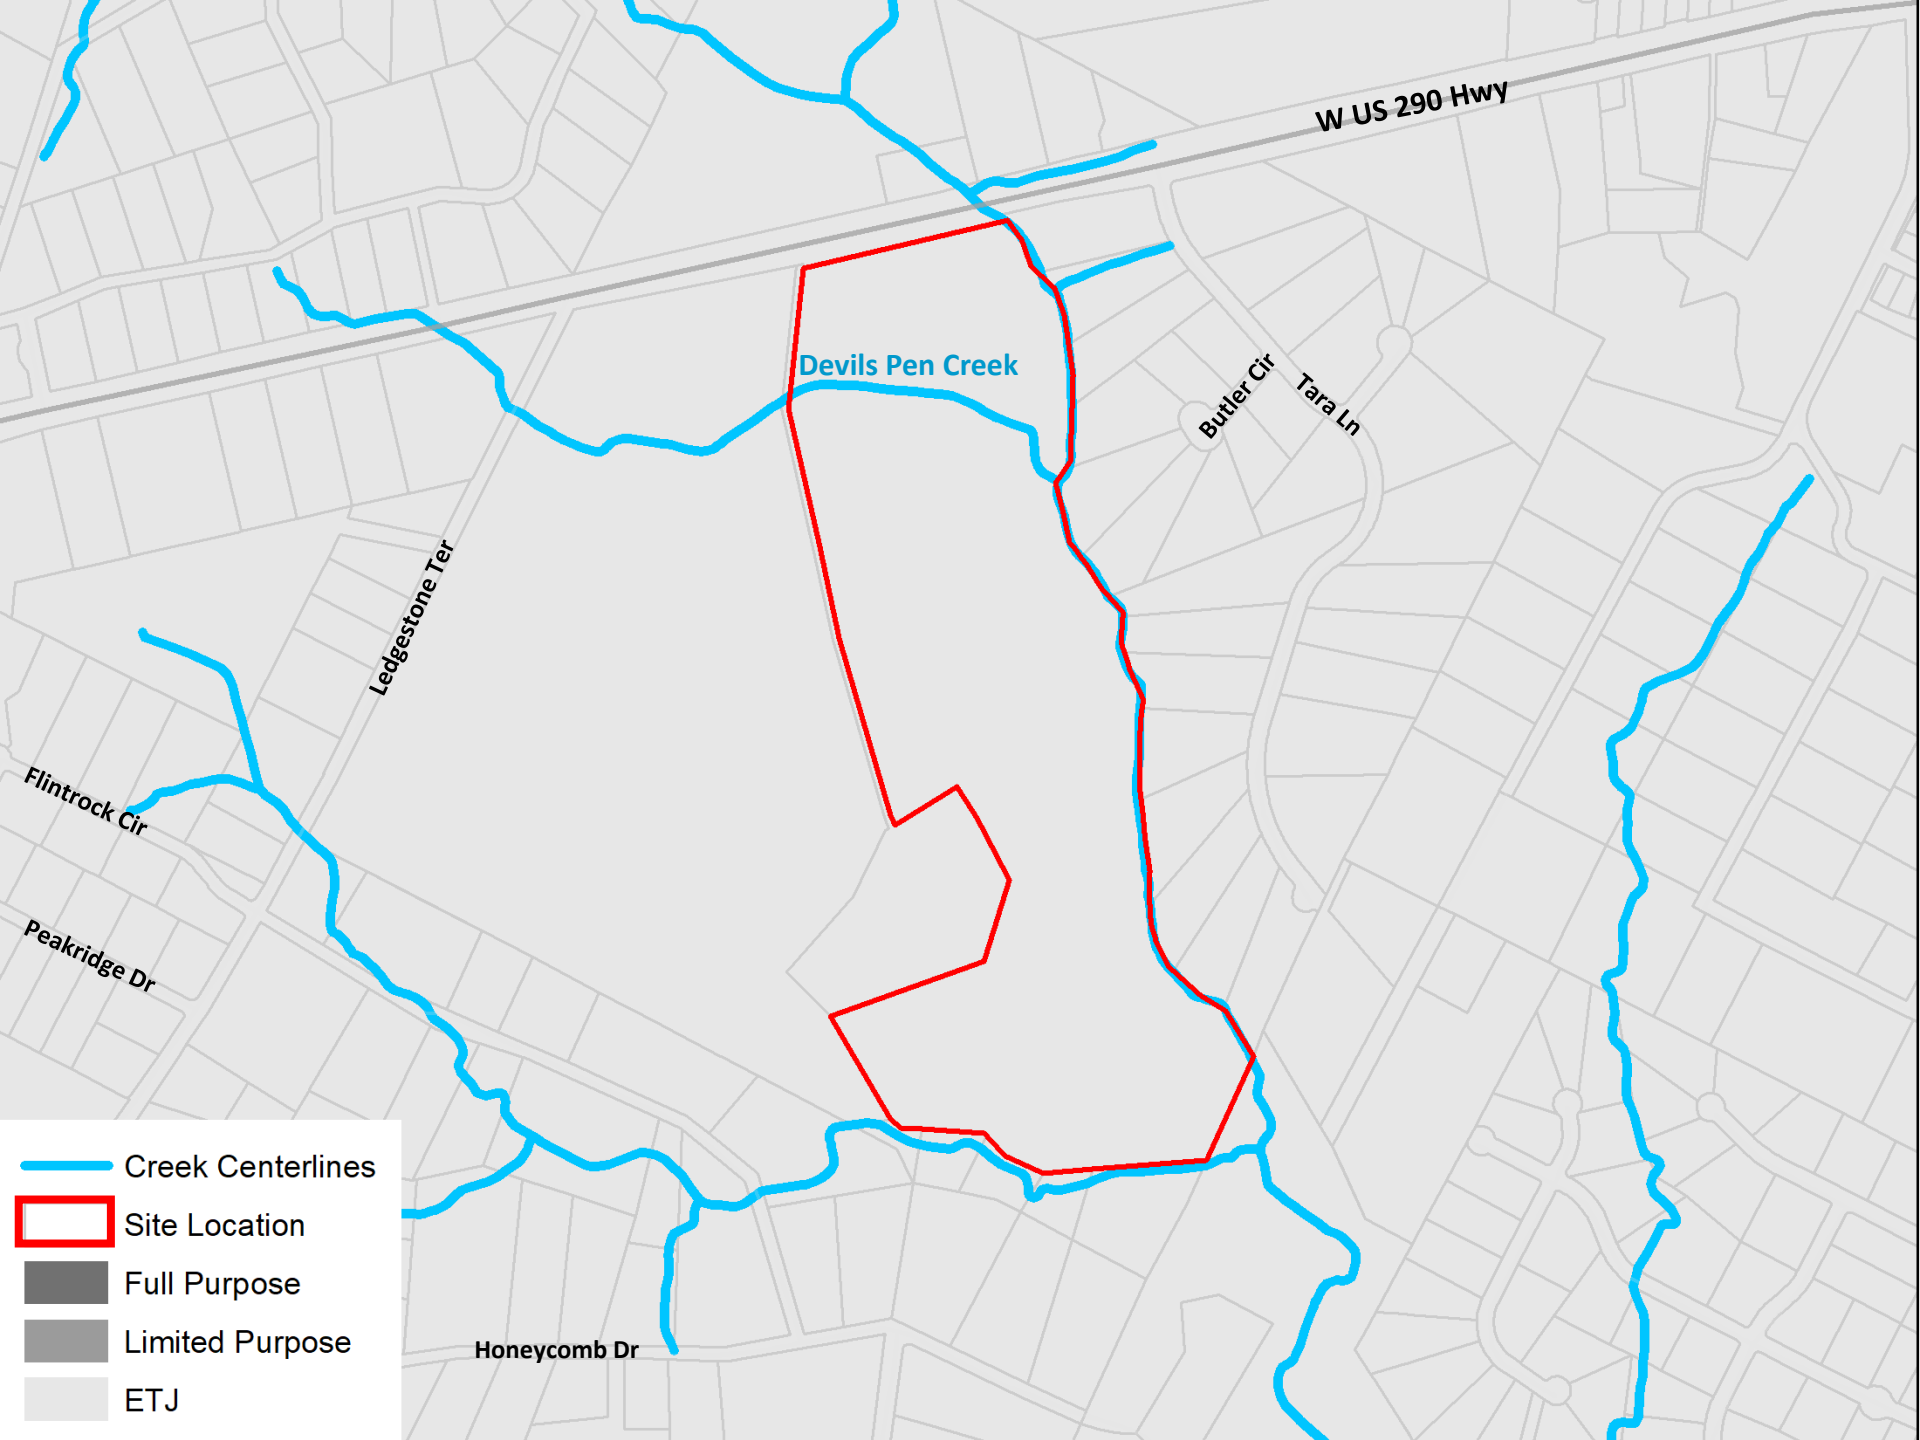 W US 290 Hwy
Devils Pen Creek
Butler Cir
Tara Ln
Ledgestone Ter
Flintrock Cir
Peakridge Dr
Honeycomb Dr
Creek Centerlines
Site Location
Full Purpose
Limited Purpose
ETJ